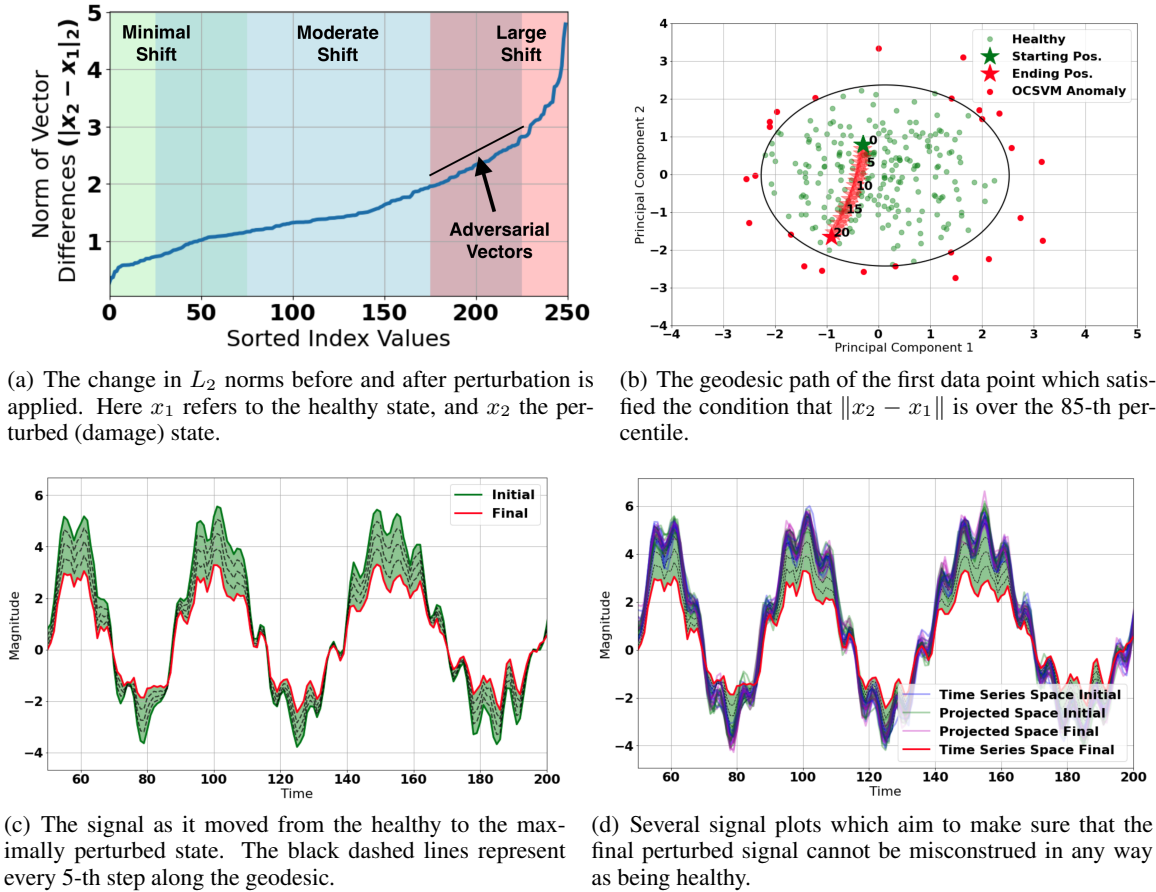 Minimal Shift
Moderate Shift
Large Shift
Adversarial Vectors
Norm of Vector
Differences (|x₂ − x₁|₂)
5
4
3
2
1
0 50 100 150 200 250
Sorted Index Values
(a) The change in L₂ norms before and after perturbation is
applied. Here x₁ refers to the healthy state, and x₂ the per-
turbed (damage) state.
Healthy
Starting Pos.
Ending Pos.
OCSVM Anomaly
0
5
10
15
20
Principal Component 2
4
3
2
1
0
−1
−2
−3
−4
−4 −3 −2 −1 0 1 2 3 4 5
Principal Component 1
(b) The geodesic path of the first data point which satis-
fied the condition that ‖x₂ − x₁‖ is over the 85-th per-
centile.
Initial
Final
Magnitude
6
4
2
0
−2
−4
60 80 100 120 140 160 180 200
Time
(c) The signal as it moved from the healthy to the max-
imally perturbed state. The black dashed lines represent
every 5-th step along the geodesic.
Magnitude
6
4
2
0
−2
−4
Time Series Space Initial
Projected Space Initial
Projected Space Final
Time Series Space Final
60 80 100 120 140 160 180 200
Time
(d) Several signal plots which aim to make sure that the
final perturbed signal cannot be misconstrued in any way
as being healthy.